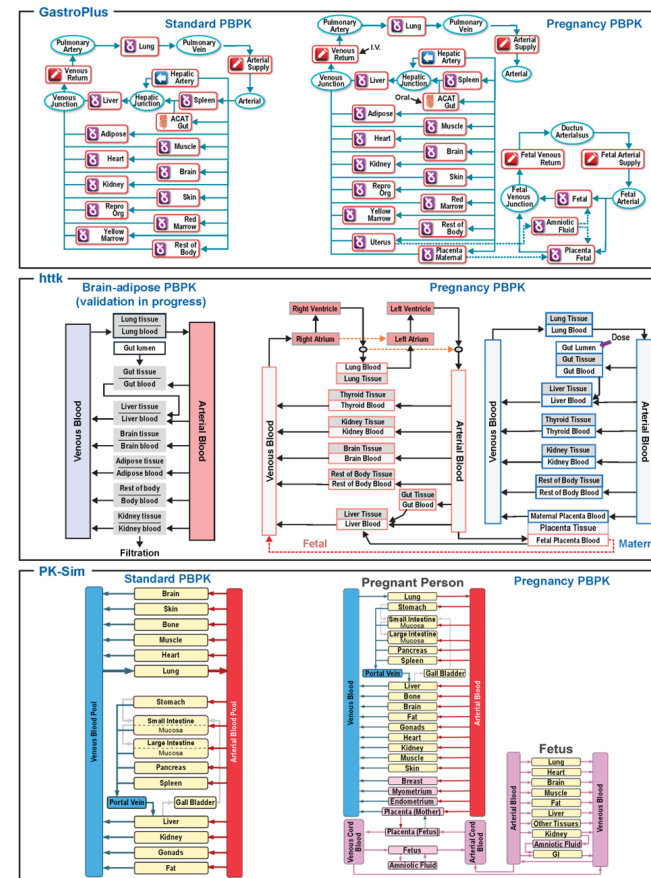 GastroPlus
Standard PBPK
Pulmonary
Artery
Lung
Pulmonary
Vein
Venous
Return
Arterial
Supply
Hepatic
Artery
Venous
Junction
Liver
Hepatic
Junction
Spleen
Arterial
ACAT
Gut
Adipose
Muscle
Heart
Brain
Kidney
Skin
Repro
Org
Red
Marrow
Yellow
Marrow
Rest of
Body
Pregnancy PBPK
Pulmonary
Artery
Lung
Pulmonary
Vein
Venous
Return
I.V.
Arterial
Supply
Hepatic
Artery
Venous
Junction
Liver
Hepatic
Junction
Spleen
Arterial
Oral
ACAT
Gut
Adipose
Muscle
Heart
Brain
Kidney
Skin
Repro
Org
Red
Marrow
Yellow
Marrow
Rest of
Body
Uterus
Placenta
Maternal
Ductus
Arterialsus
Fetal Venous
Return
Fetal Arterial
Supply
Fetal
Venous
Junction
Fetal
Fetal
Arterial
Amniotic
Fluid
Placenta
Fetal
httk
Brain-adipose PBPK
(validation in progress)
Lung tissue
Lung blood
Gut lumen
Gut tissue
Gut blood
Liver tissue
Liver blood
Brain tissue
Brain blood
Adipose tissue
Adipose blood
Rest of body
Body blood
Kidney tissue
Kidney blood
Filtration
Venous Blood
Arterial Blood
Pregnancy PBPK
Right Ventricle
Left Ventricle
Right Atrium
Left Atrium
Lung Blood
Lung Tissue
Thyroid Tissue
Thyroid Blood
Kidney Tissue
Kidney Blood
Brain Tissue
Brain Blood
Rest of Body Tissue
Rest of Body Blood
Gut Tissue
Gut Blood
Liver Tissue
Liver Blood
Venous Blood
Arterial Blood
Fetal
Lung Tissue
Lung Blood
Gut Lumen
Dose
Gut Tissue
Gut Blood
Liver Tissue
Liver Blood
Thyroid Tissue
Thyroid Blood
Kidney Tissue
Kidney Blood
Rest of Body Tissue
Rest of Body Blood
Maternal Placenta Blood
Placenta Tissue
Fetal Placenta Blood
Venous Blood
Arterial Blood
Matern
PK-Sim
Standard PBPK
Brain
Skin
Bone
Muscle
Heart
Lung
Stomach
Small Intestine
Mucosa
Large Intestine
Mucosa
Pancreas
Spleen
Portal Vein
Gall Bladder
Liver
Kidney
Gonads
Fat
Venous Blood Pool
Arterial Blood Pool
Pregnant Person
Pregnancy PBPK
Lung
Stomach
Small Intestine
Mucosa
Large Intestine
Mucosa
Pancreas
Spleen
Portal Vein
Gall Bladder
Liver
Bone
Brain
Fat
Gonads
Heart
Kidney
Muscle
Skin
Breast
Myometrium
Endometrium
Placenta (Mother)
Placenta (Fetus)
Fetus
Amniotic Fluid
Venous Blood
Arterial Blood
Venous Cord
Blood
Arterial Cord
Blood
Fetus
Lung
Heart
Brain
Muscle
Fat
Liver
Other Tissues
Kidney
Amniotic Fluid
GI
Arterial Blood
Veneous Blood